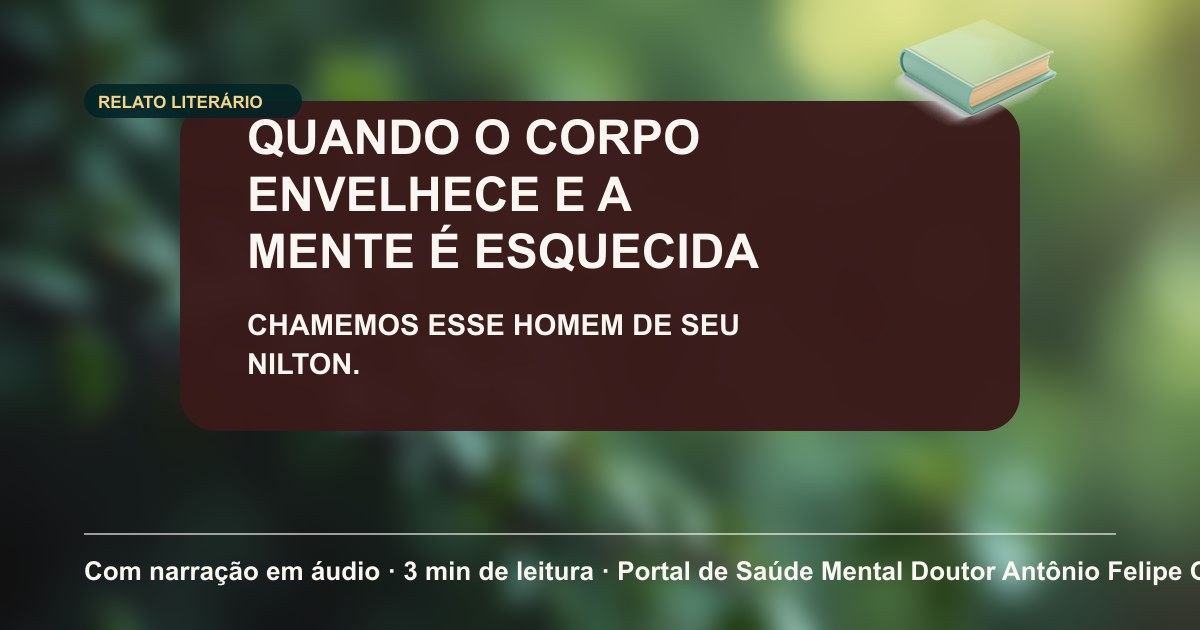 RELATO LITERÁRIO
QUANDO O CORPO
ENVELHECE E A
MENTE É ESQUECIDA
CHAMEMOS ESSE HOMEM DE SEU
NILTON.
Com narração em áudio · 3 min de leitura · Portal de Saúde Mental Doutor Antônio Felipe